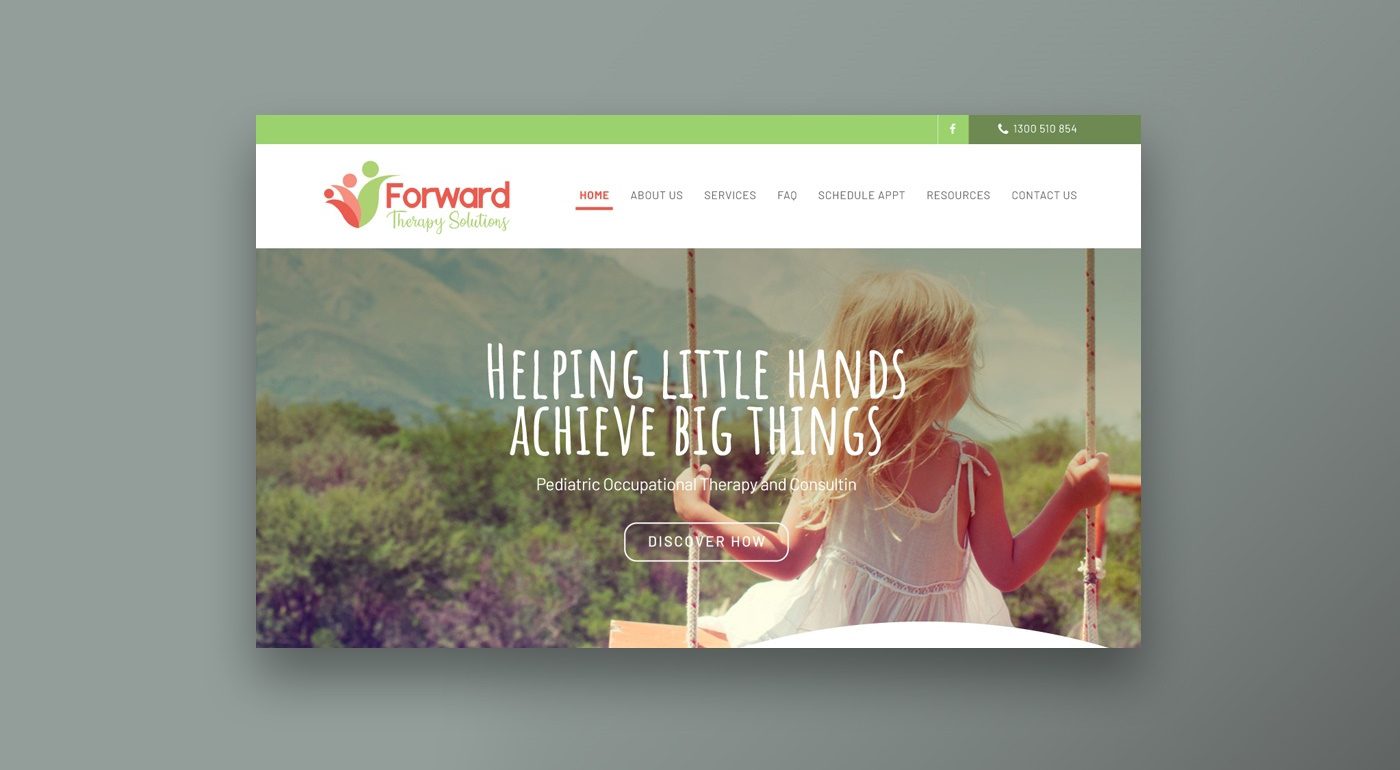 1300 510 854
Forward
Therapy Solutions
HOME ABOUT US SERVICES FAQ SCHEDULE APPT RESOURCES CONTACT US
HELPING LITTLE HANDS
ACHIEVE BIG THINGS
Pediatric Occupational Therapy and Consultin
DISCOVER HOW